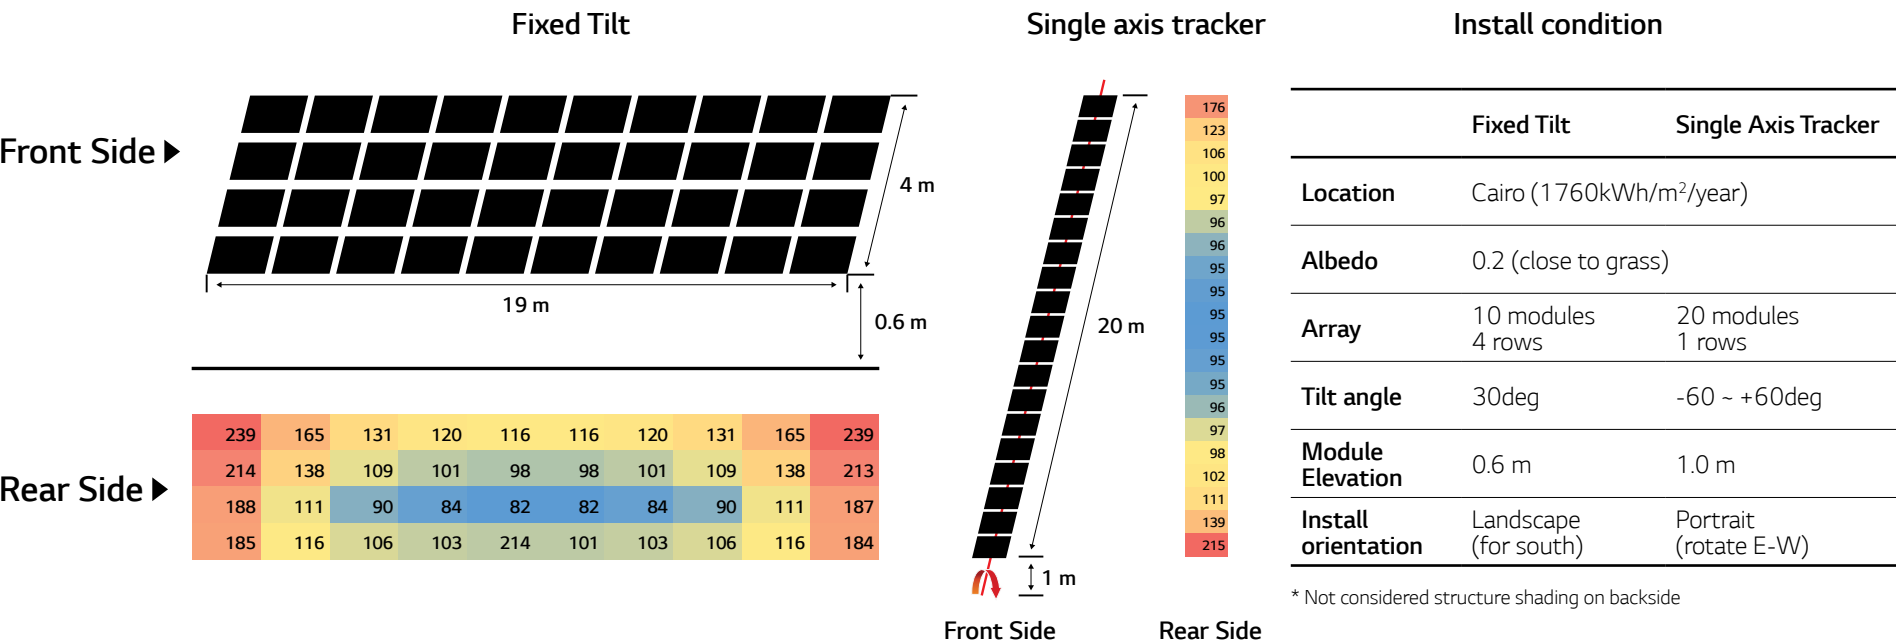 Fixed Tilt
Single axis tracker
Install condition
Front Side
4 m
19 m
0.6 m
Rear Side
239 165 131 120 116 116 120 131 165 239
214 138 109 101 98 98 101 109 138 213
188 111 90 84 82 82 84 90 111 187
185 116 106 103 214 101 103 106 116 184
20 m
1 m
Front Side
176
123
106
100
97
96
96
95
95
95
95
95
95
96
97
98
102
111
139
215
Rear Side
Fixed Tilt Single Axis Tracker
Location Cairo (1760kWh/m²/year)
Albedo 0.2 (close to grass)
Array 10 modules 20 modules
4 rows 1 rows
Tilt angle 30deg -60 ~ +60deg
Module
Elevation 0.6 m 1.0 m
Install Landscape Portrait
orientation (for south) (rotate E-W)
* Not considered structure shading on backside